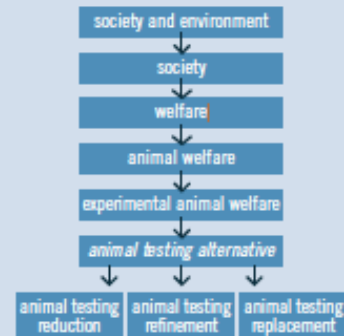 society and environment
society
welfare
animal welfare
experimental animal welfare
animal testing alternative
animal testing reduction
animal testing refinement
animal testing replacement